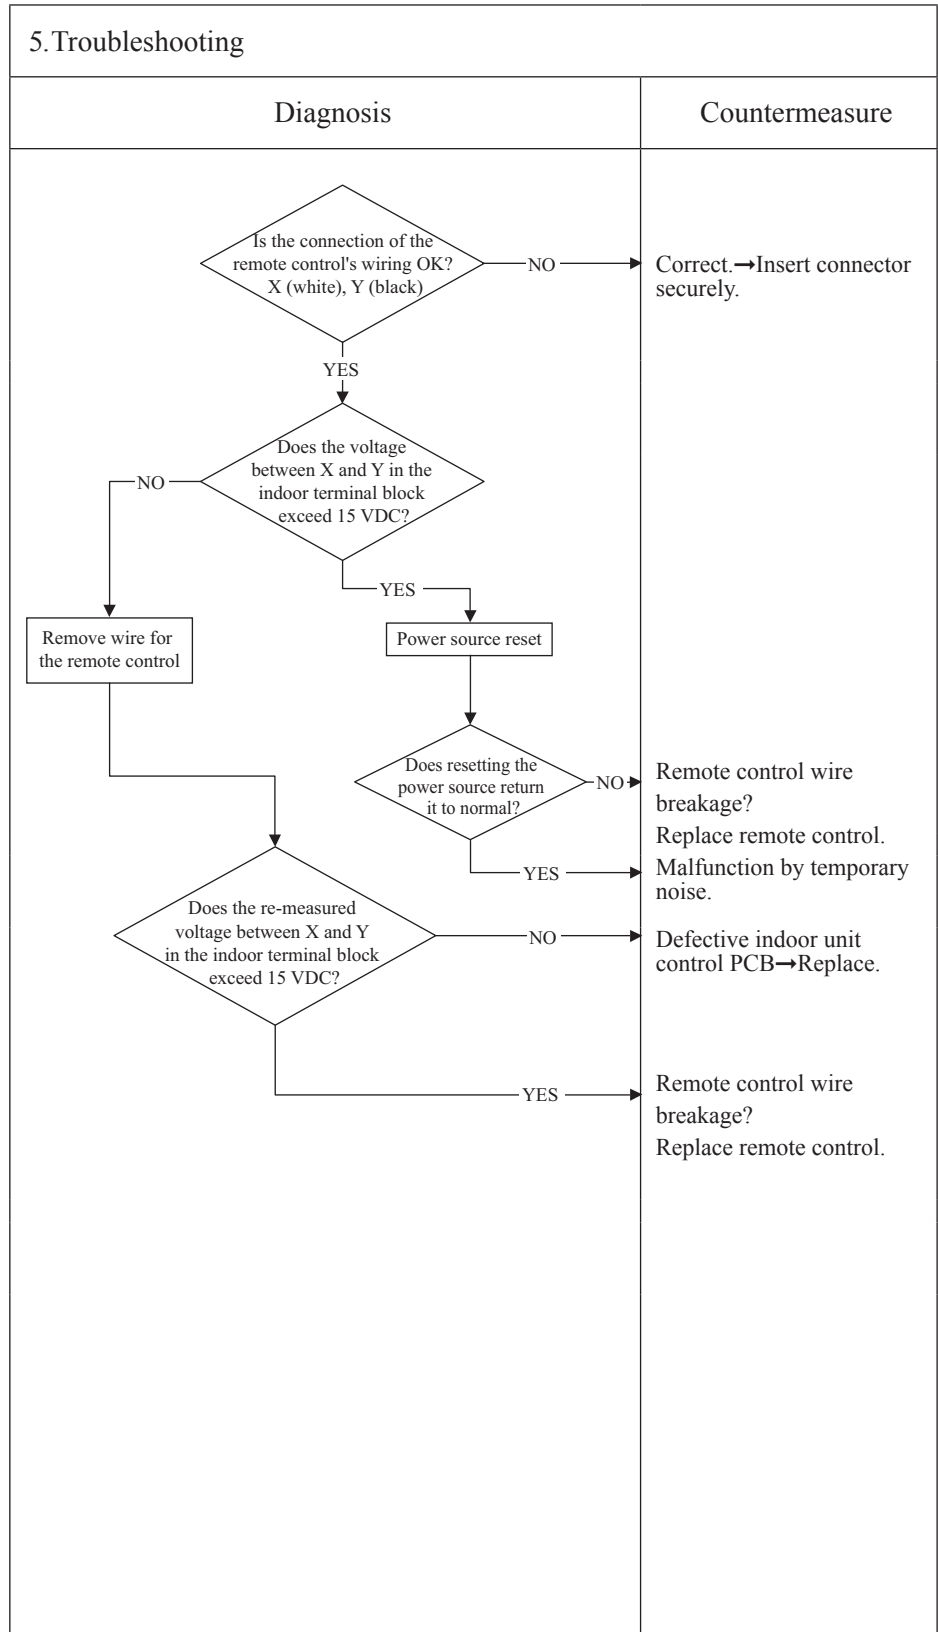 5.Troubleshooting
Diagnosis
Countermeasure
Is the connection of the
remote control's wiring OK?
X (white), Y (black)
NO
Correct.→Insert connector
securely.
YES
Does the voltage
between X and Y in the
indoor terminal block
exceed 15 VDC?
NO
YES
Remove wire for
the remote control
Power source reset
Does resetting the
power source return
it to normal?
NO
Remote control wire
breakage?
Replace remote control.
YES
Malfunction by temporary
noise.
Does the re-measured
voltage between X and Y
in the indoor terminal block
exceed 15 VDC?
NO
Defective indoor unit
control PCB→Replace.
YES
Remote control wire
breakage?
Replace remote control.